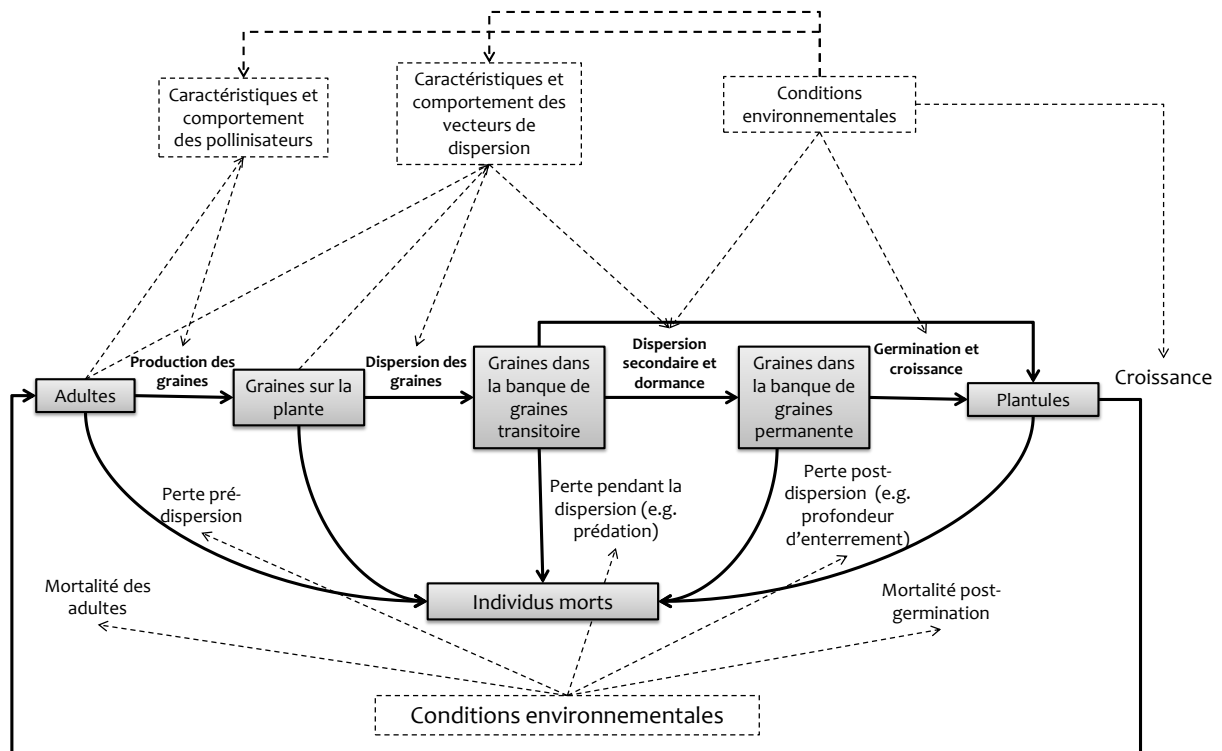 Caractéristiques et
comportement
des pollinisateurs
Caractéristiques et
comportement des
vecteurs de
dispersion
Conditions
environnementales
Production des
graines
Dispersion des
graines
Dispersion
secondaire et
dormance
Germination et
croissance
Croissance
Adultes
Graines sur la
plante
Graines dans
la banque de
graines
transitoire
Graines dans
la banque de
graines
permanente
Plantules
Perte pré-
dispersion
Perte pendant la
dispersion (e.g.
prédation)
Perte post-
dispersion (e.g.
profondeur
d'enterrement)
Mortalité des
adultes
Individus morts
Mortalité post-
germination
Conditions environnementales